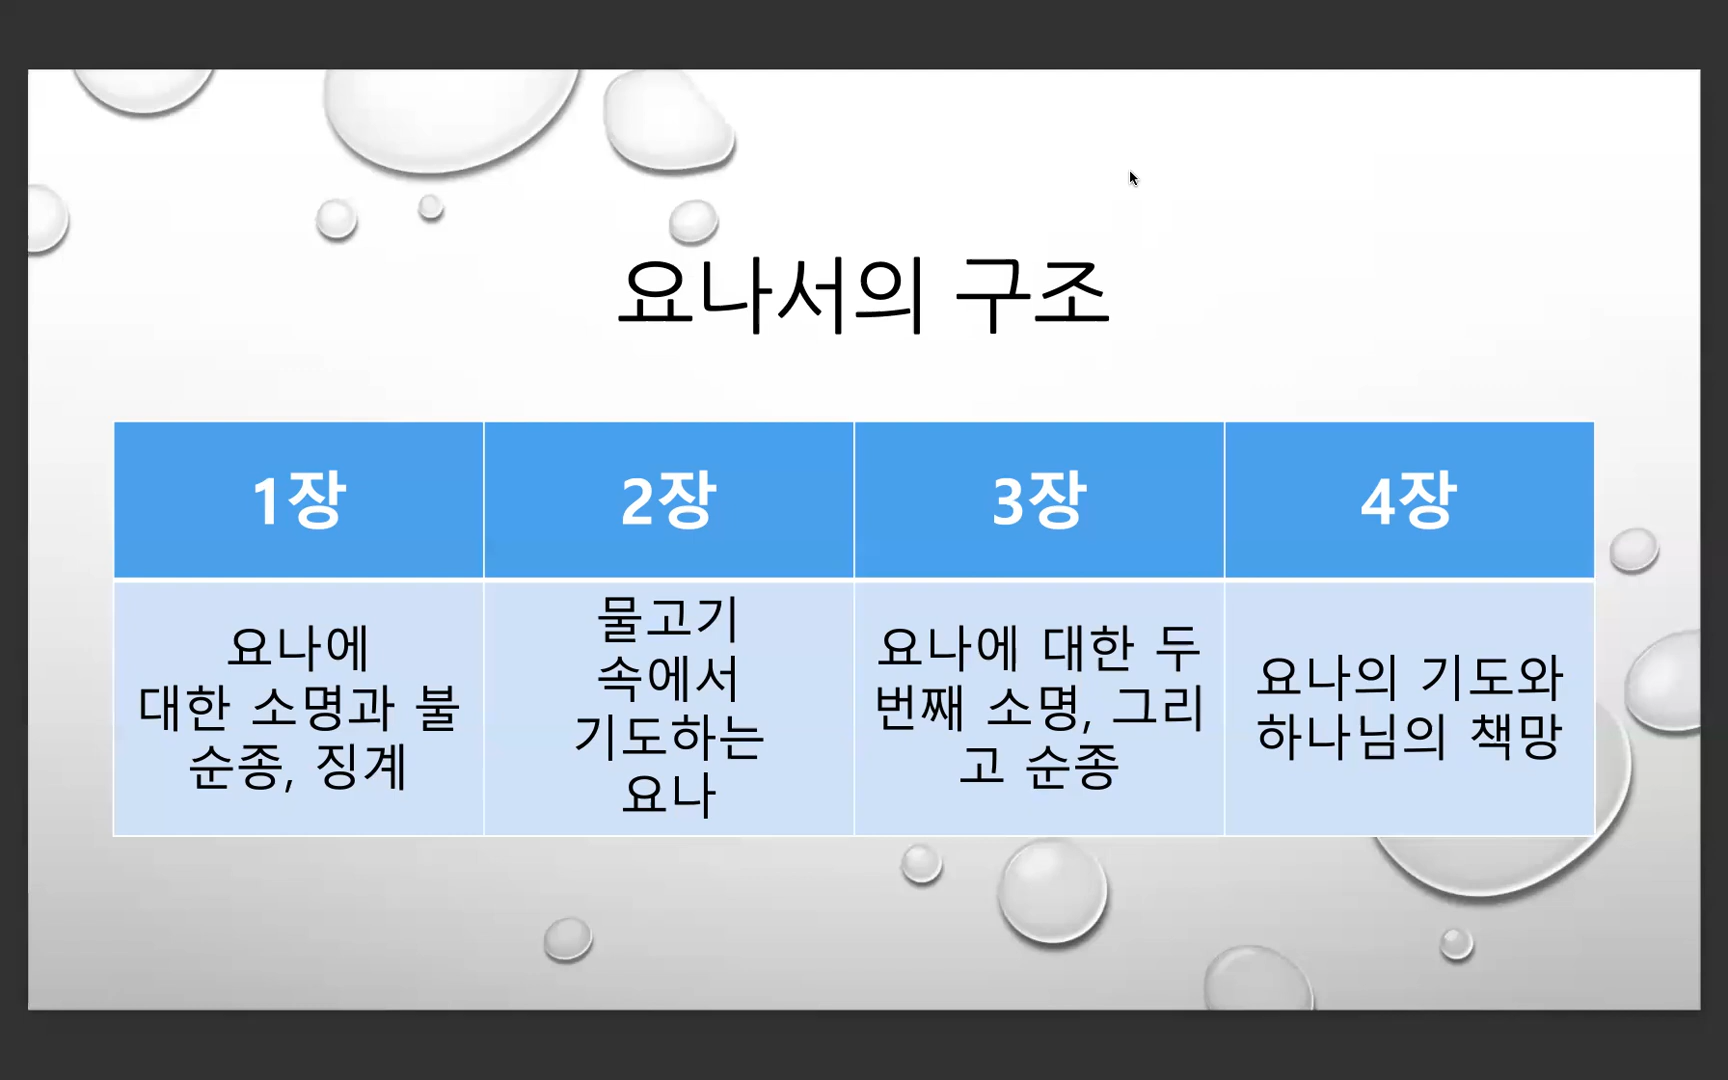 요나서의 구조
1장
2장
3장
4장
요나에
대한 소명과 불
순종, 징계
물고기
속에서
기도하는
요나
요나에 대한 두
번째 소명, 그리
고 순종
요나의 기도와
하나님의 책망